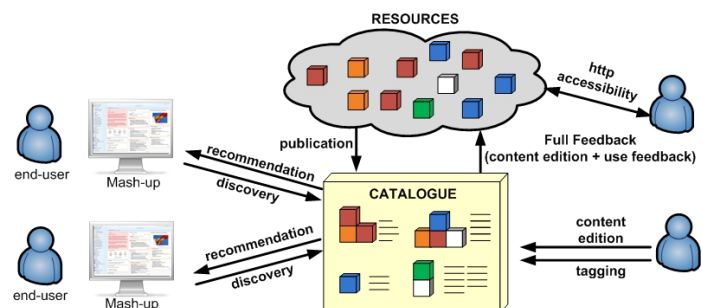 RESOURCES
http
accessibility
publication
Full Feedback
(content edition + use feedback)
recommendation
discovery
end-user
Mash-up
CATALOGUE
recommendation
discovery
end-user
Mash-up
content
edition
tagging